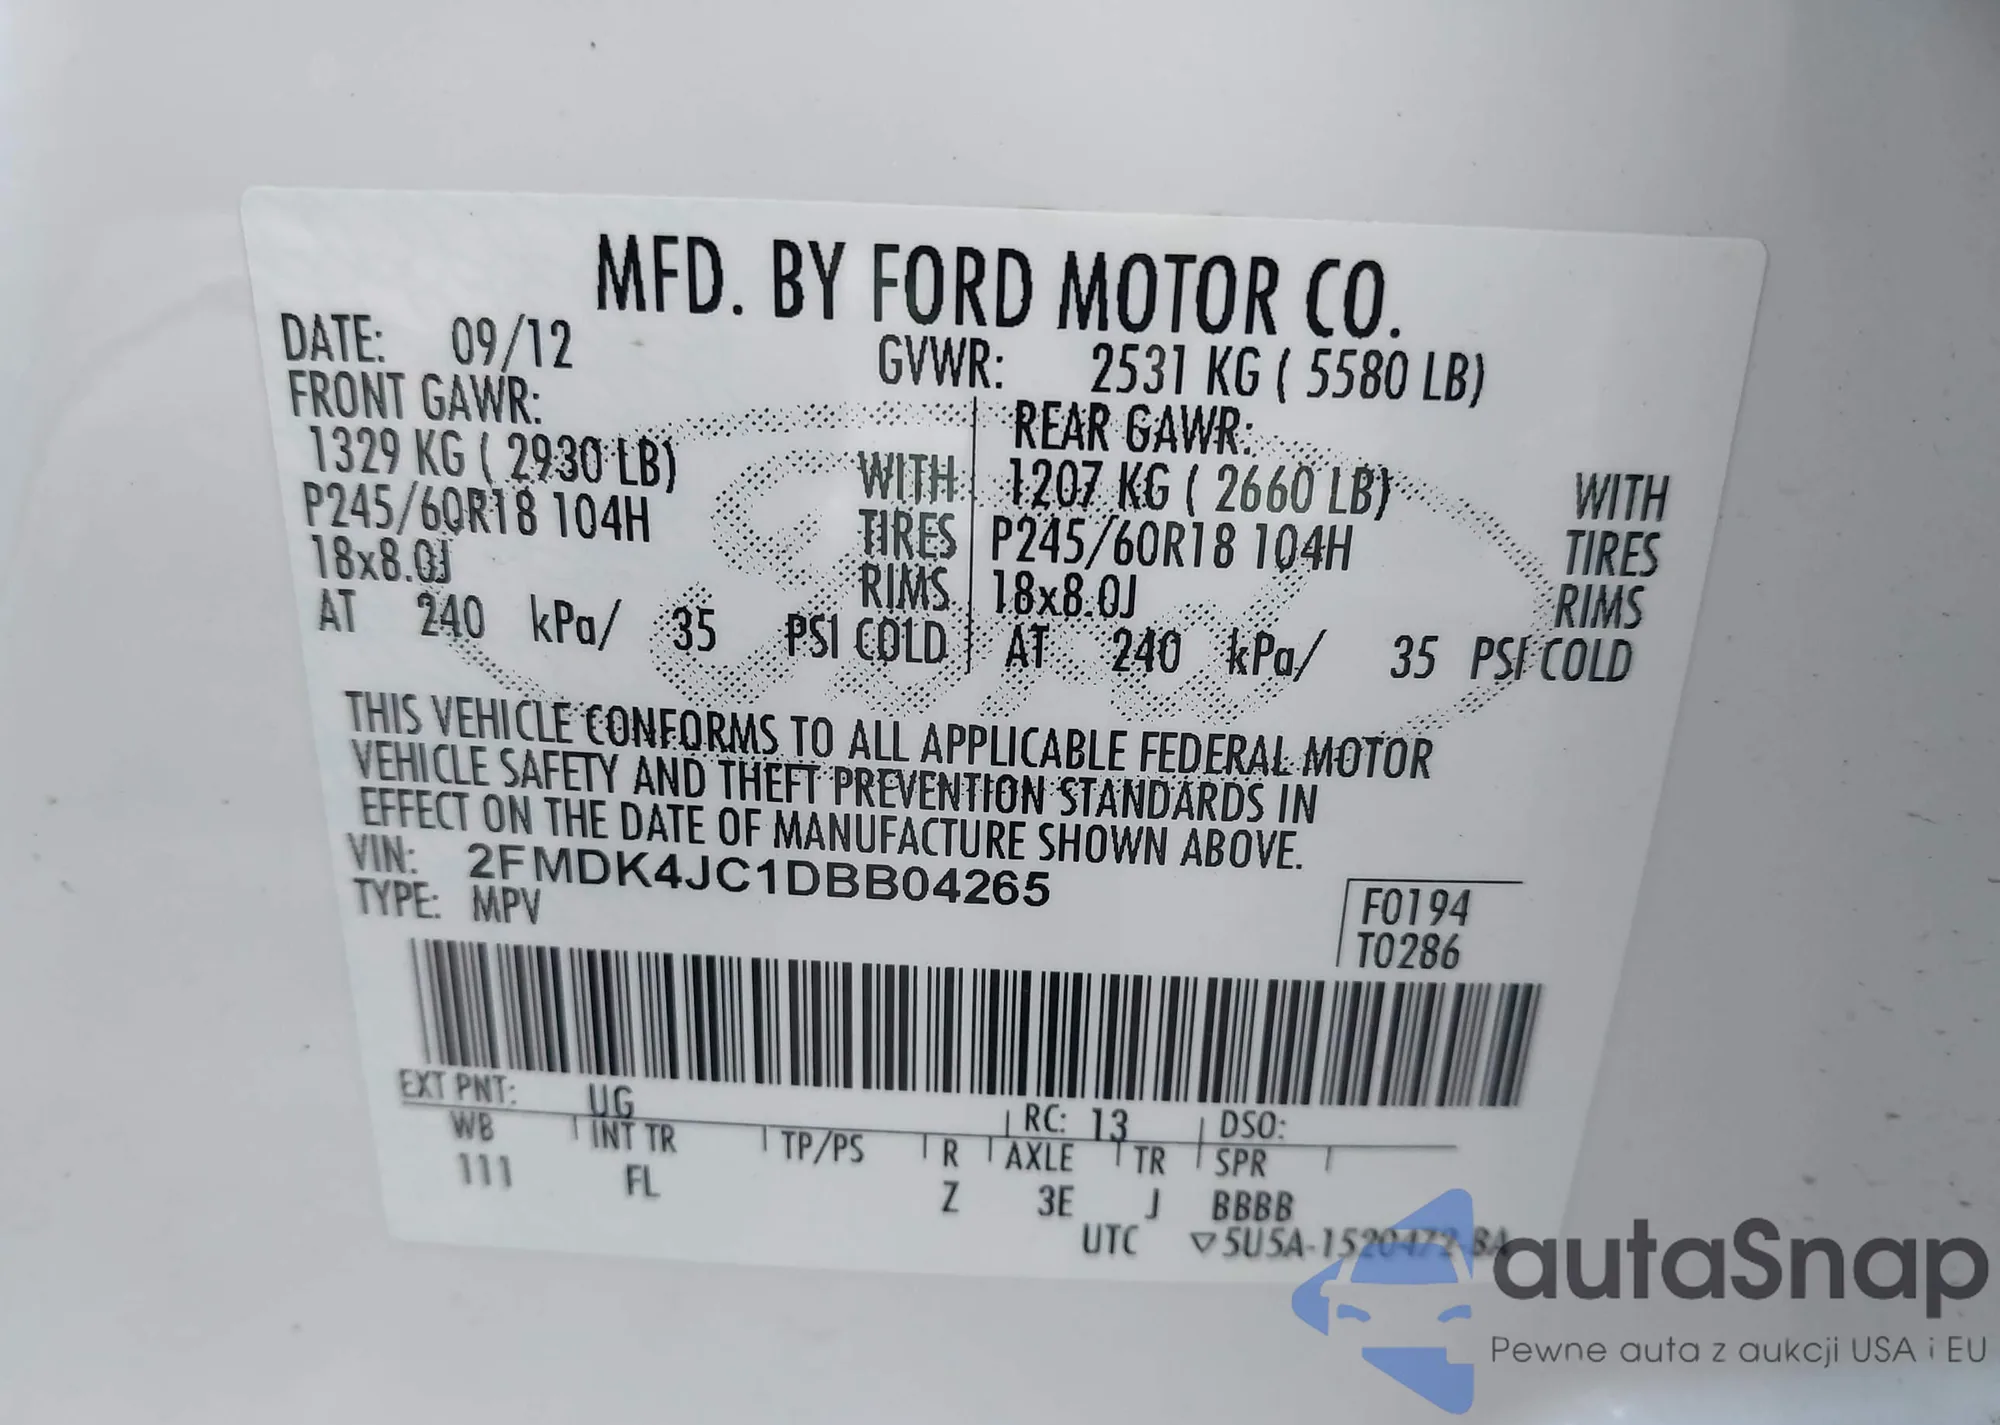 MFD. BY FORD MOTOR CO.
DATE: 09/12 GVWR: 2531 KG ( 5580 LB)
FRONT GAWR: REAR GAWR:
1329 KG ( 2930 LB) WITH 1207 KG ( 2660 LB) WITH
P245/60R18 104H TIRES P245/60R18 104H TIRES
18x8.0J RIMS 18x8.0J RIMS
AT 240 kPa/ 35 PSI COLD AT 240 kPa/ 35 PSI COLD
THIS VEHICLE CONFORMS TO ALL APPLICABLE FEDERAL MOTOR
VEHICLE SAFETY AND THEFT PREVENTION STANDARDS IN
EFFECT ON THE DATE OF MANUFACTURE SHOWN ABOVE.
VIN: 2FMDK4JC1DBB04265
TYPE: MPV
F0194
T0286
EXT PNT: UG RC: 13 DSO:
WB INT TR TP/PS R AXLE TR SPR
111 FL Z 3E J BBBB
UTC ▽5U5A-1520472-BA
autaSnap
Pewne auta z aukcji USA i EU